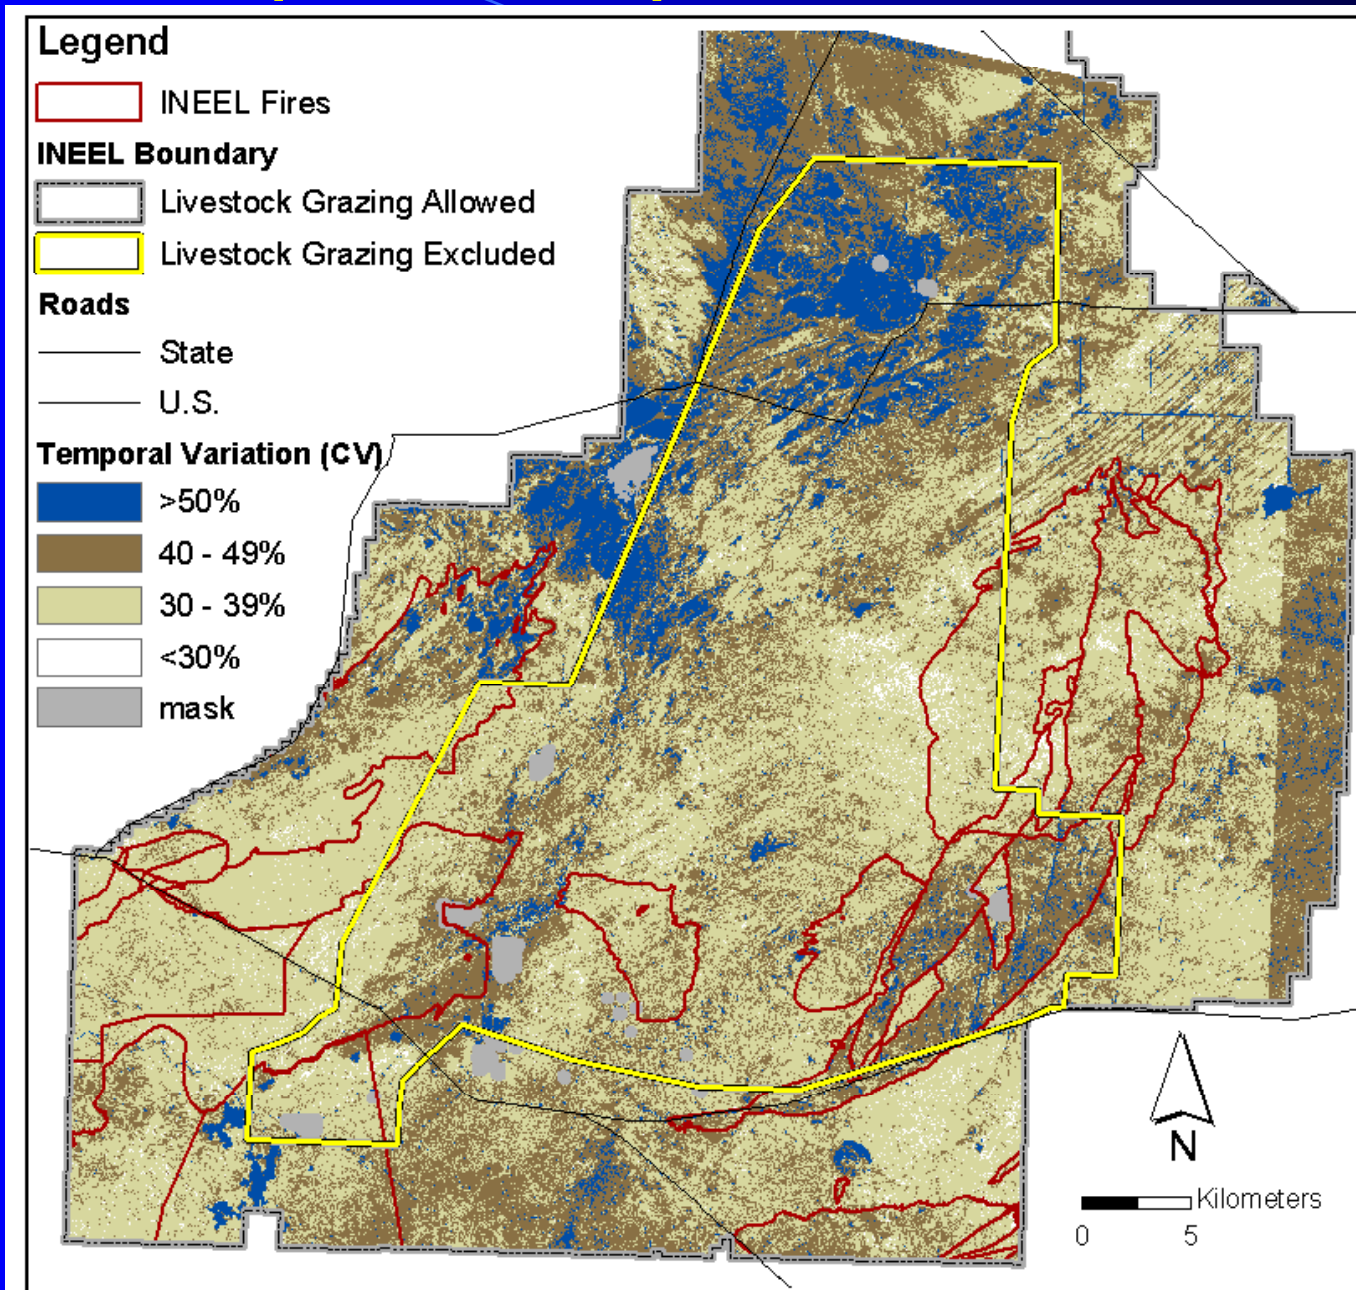 Legend
INEEL Fires
INEEL Boundary
Livestock Grazing Allowed
Livestock Grazing Excluded
Roads
State
U.S.
Temporal Variation (CV)
>50%
40 - 49%
30 - 39%
<30%
mask
N
Kilometers
0 5